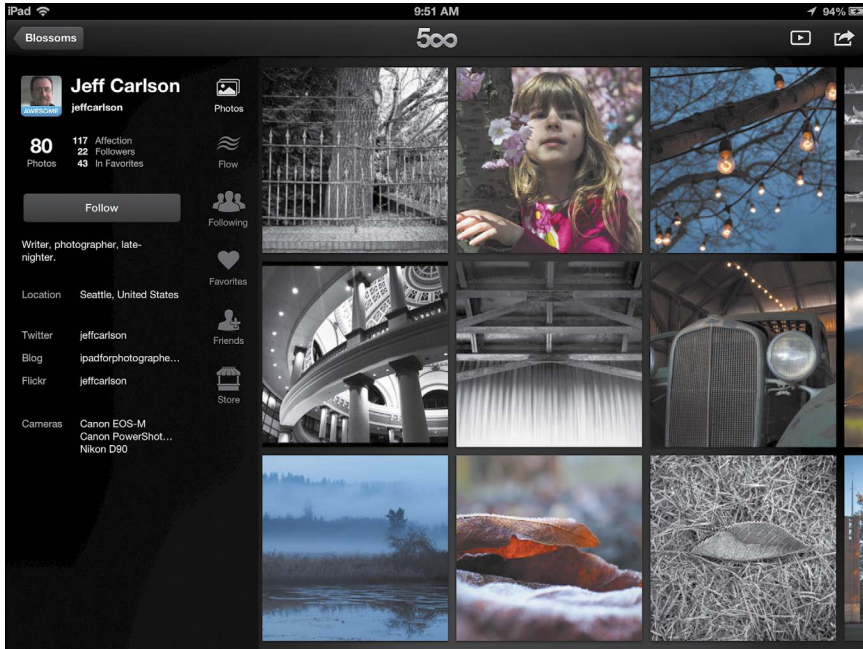 iPad
9:51 AM
94%
Blossoms
500
Jeff Carlson
jeffcarlson
AWESOME
80
Photos
117 Affection
22 Followers
43 In Favorites
Follow
Writer, photographer, late-
nighter.
Location Seattle, United States
Twitter jeffcarlson
Blog ipadforphotographe...
Flickr jeffcarlson
Cameras Canon EOS-M
Canon PowerShot...
Nikon D90
Photos
Flow
Following
Favorites
Friends
Store